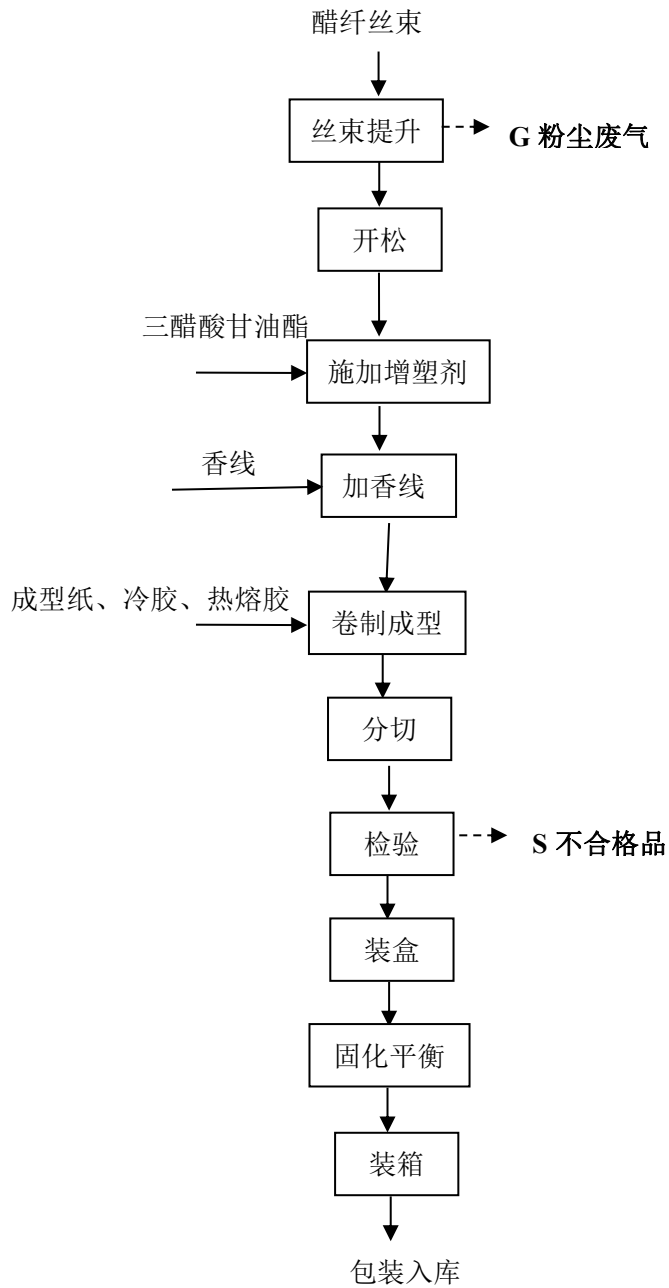 醋纤丝束
丝束提升
G 粉尘废气
开松
三醋酸甘油酯
施加增塑剂
香线
加香线
成型纸、冷胶、热熔胶
卷制成型
分切
检验
S 不合格品
装盒
固化平衡
装箱
包装入库